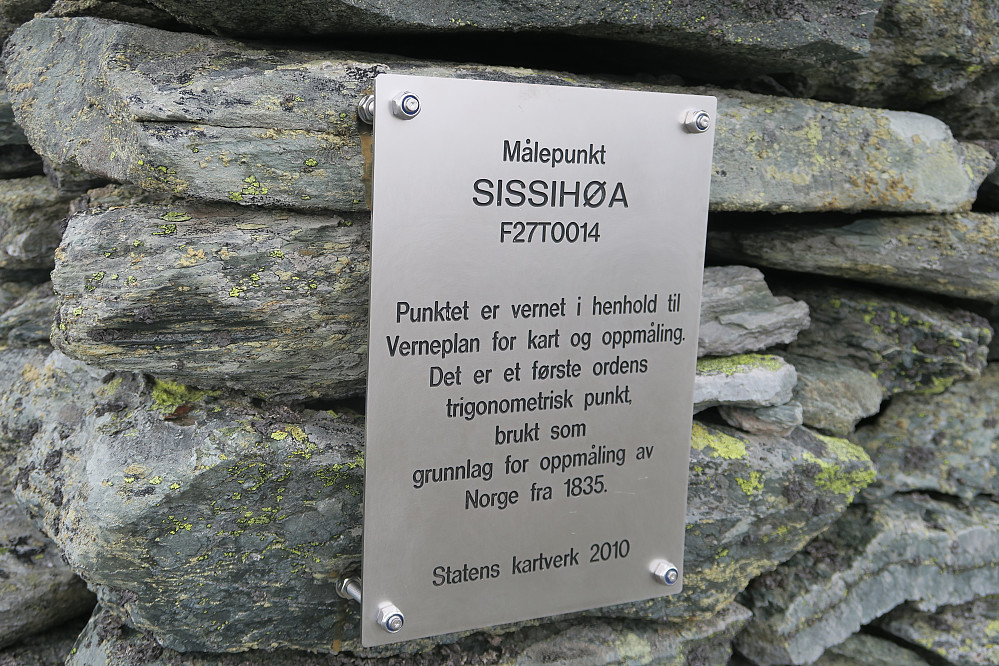 Målepunkt
SISSIHØA
F27T0014
Punktet er vernet i henhold til
Verneplan for kart og oppmåling.
Det er et første ordens
trigonometrisk punkt,
brukt som
grunnlag for oppmåling av
Norge fra 1835.
Statens kartverk 2010